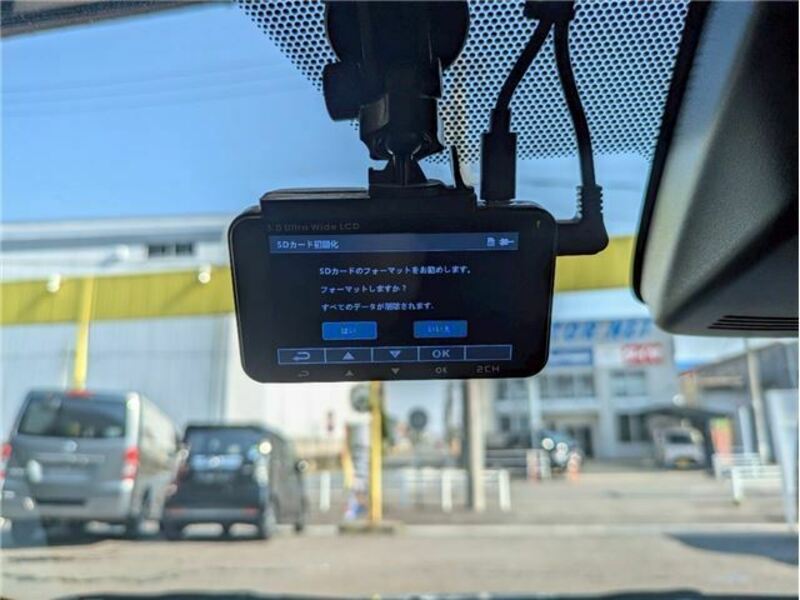 3.0 Ultra Wide LCD
SDカード初期化
SDカードのフォーマットをお勧めします。
フォーマットしますか？
すべてのデータが削除されます.
はい
いいえ
OK
OK
2CH